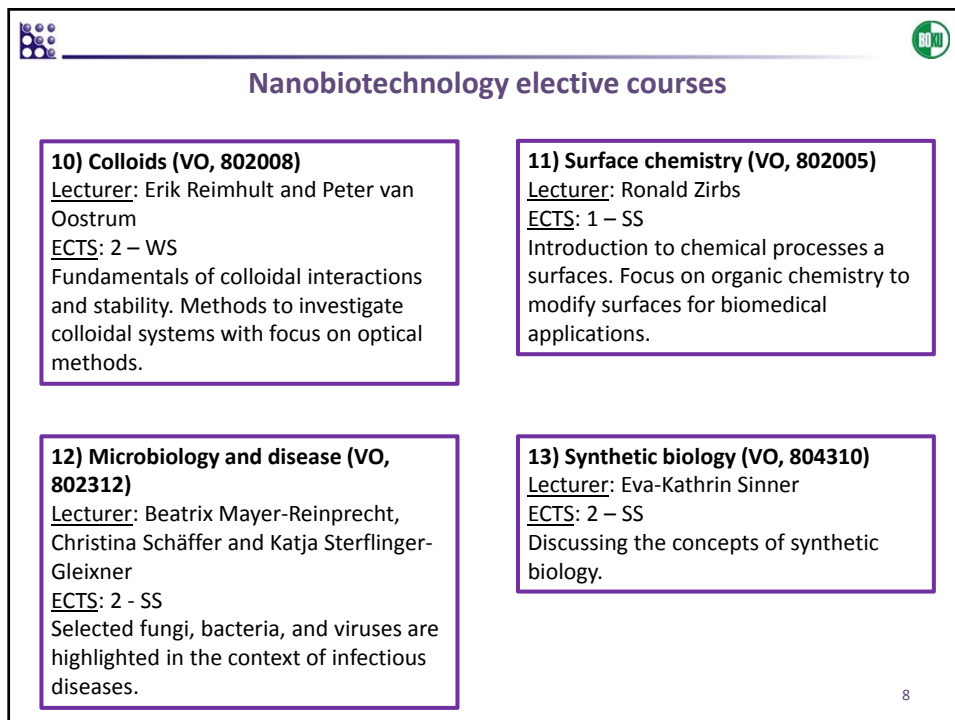 BOKU
Nanobiotechnology elective courses
10) Colloids (VO, 802008)
Lecturer: Erik Reimhult and Peter van
Oostrum
ECTS: 2 – WS
Fundamentals of colloidal interactions
and stability. Methods to investigate
colloidal systems with focus on optical
methods.
11) Surface chemistry (VO, 802005)
Lecturer: Ronald Zirbs
ECTS: 1 – SS
Introduction to chemical processes a
surfaces. Focus on organic chemistry to
modify surfaces for biomedical
applications.
12) Microbiology and disease (VO,
802312)
Lecturer: Beatrix Mayer-Reinprecht,
Christina Schäffer and Katja Sterflinger-
Gleixner
ECTS: 2 - SS
Selected fungi, bacteria, and viruses are
highlighted in the context of infectious
diseases.
13) Synthetic biology (VO, 804310)
Lecturer: Eva-Kathrin Sinner
ECTS: 2 – SS
Discussing the concepts of synthetic
biology.
8